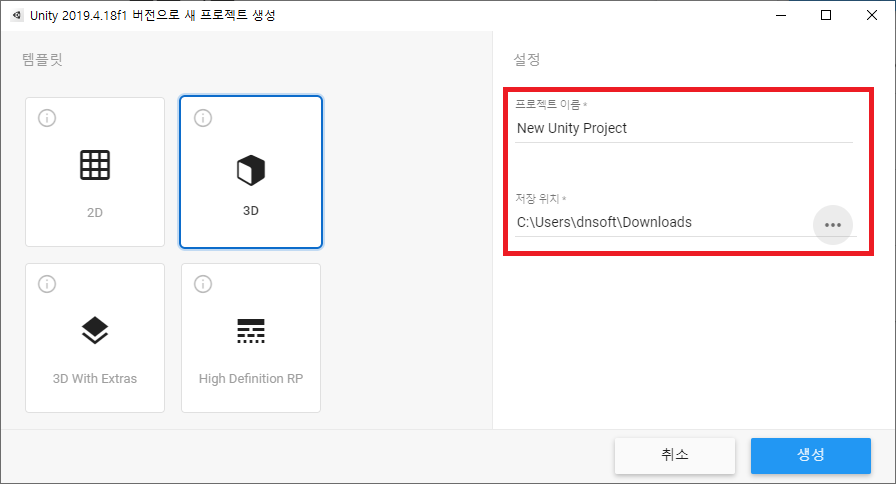 Unity 2019.4.18f1 버전으로 새 프로젝트 생성
템플릿
2D
3D
3D With Extras
High Definition RP
설정
프로젝트 이름 *
New Unity Project
저장 위치 *
C:\Users\dnsoft\Downloads
취소
생성